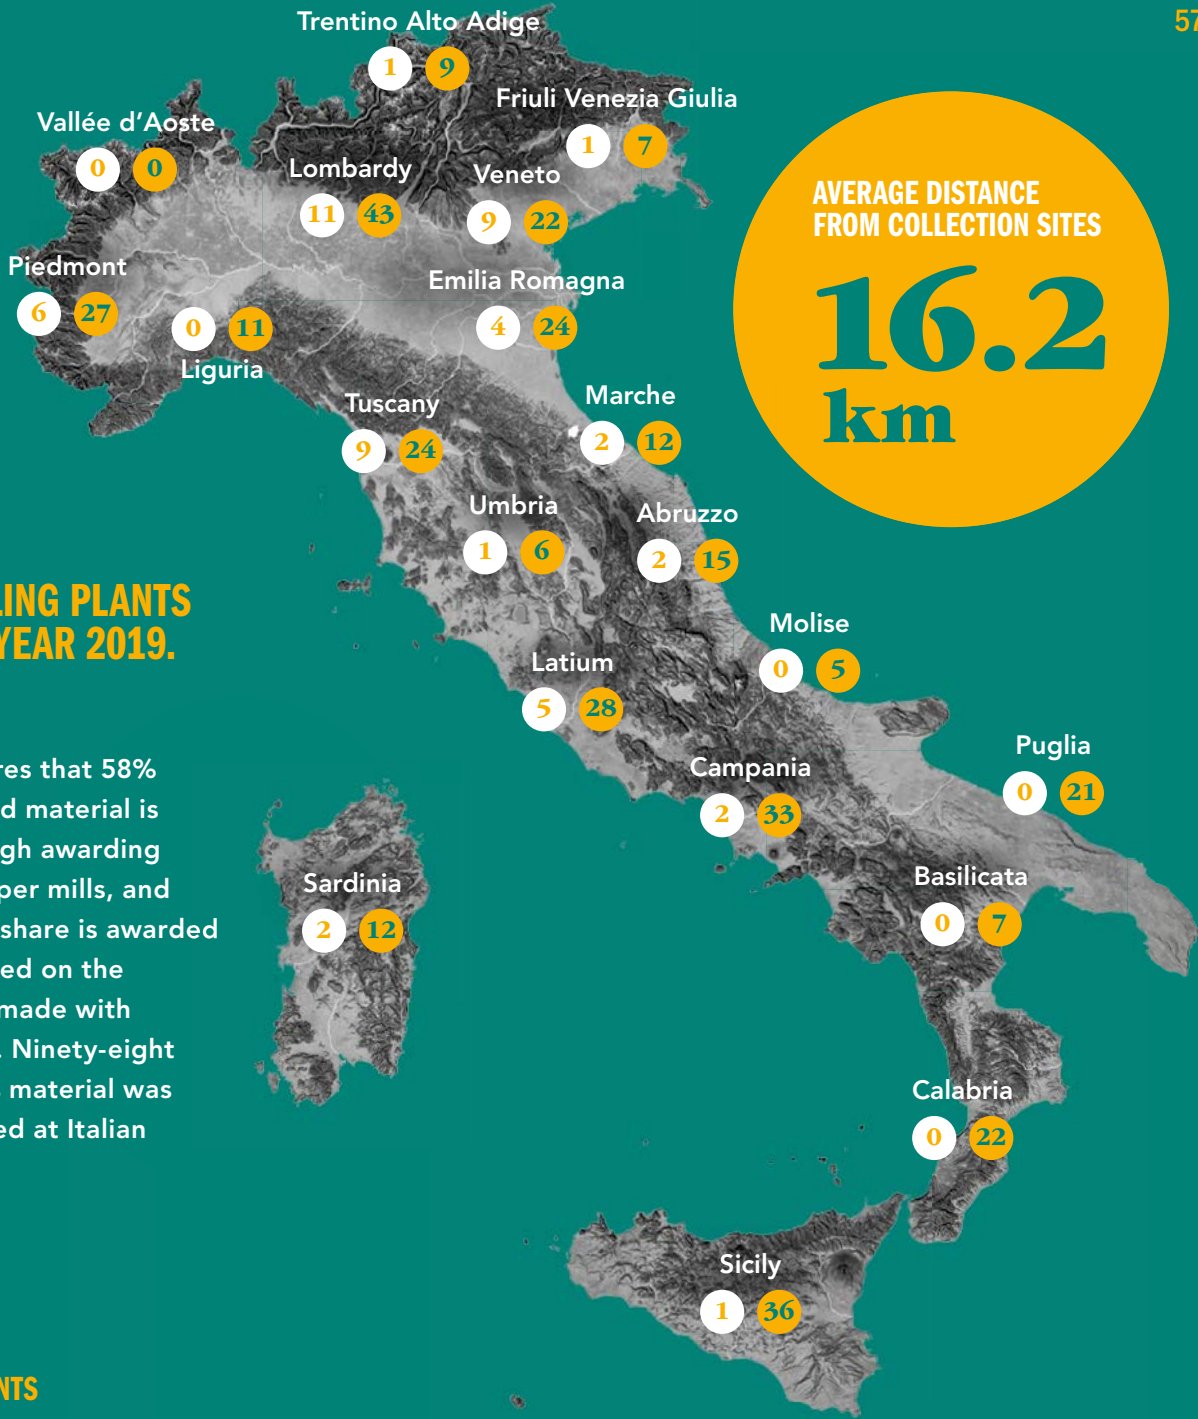 57
Trentino Alto Adige
1 9
Friuli Venezia Giulia
1 7
Vallée d’Aoste
0 0
Lombardy
11 43
Veneto
9 22
AVERAGE DISTANCE
FROM COLLECTION SITES
16.2
km
Piedmont
6 27
0 11
Liguria
Emilia Romagna
4 24
Tuscany
9 24
Marche
2 12
Umbria
1 6
Abruzzo
2 15
Molise
0 5
Latium
5 28
Puglia
0 21
Campania
2 33
Basilicata
0 7
Sardinia
2 12
Calabria
0 22
Sicily
1 36
LING PLANTS
YEAR 2019.
res that 58%
d material is
gh awarding
per mills, and
share is awarded
ed on the
made with
. Ninety-eight
material was
ed at Italian
NTS